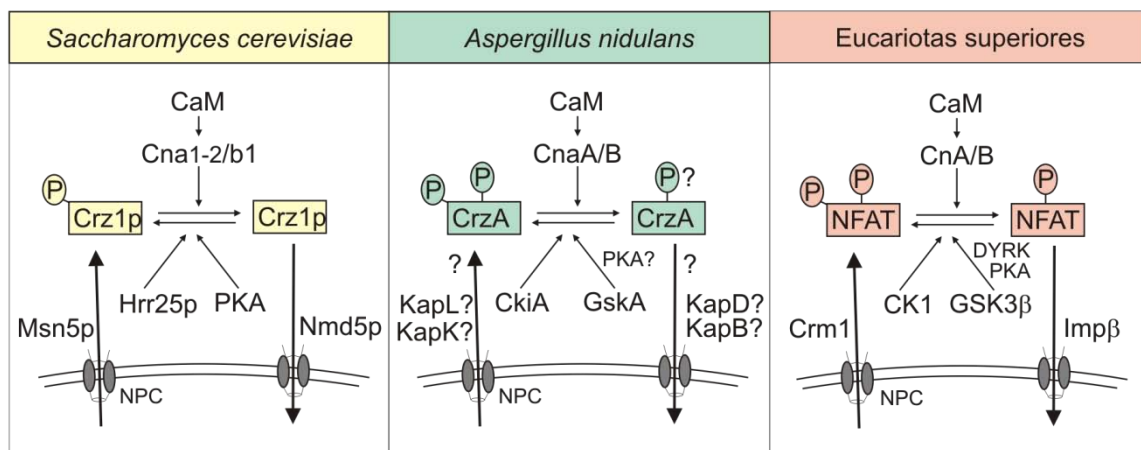 Saccharomyces cerevisiae
CaM
Cna1-2/b1
P
Crz1p
Crz1p
Hrr25p
PKA
Msn5p
Nmd5p
NPC
Aspergillus nidulans
CaM
CnaA/B
P
P
P
?
CrzA
CrzA
?
PKA?
?
CkiA
GskA
KapL?
KapK?
KapD?
KapB?
Eucariotas superiores
CaM
CnA/B
P
P
P
NFAT
NFAT
DYRK
PKA
CK1
GSK3β
Crm1
Impβ
NPC